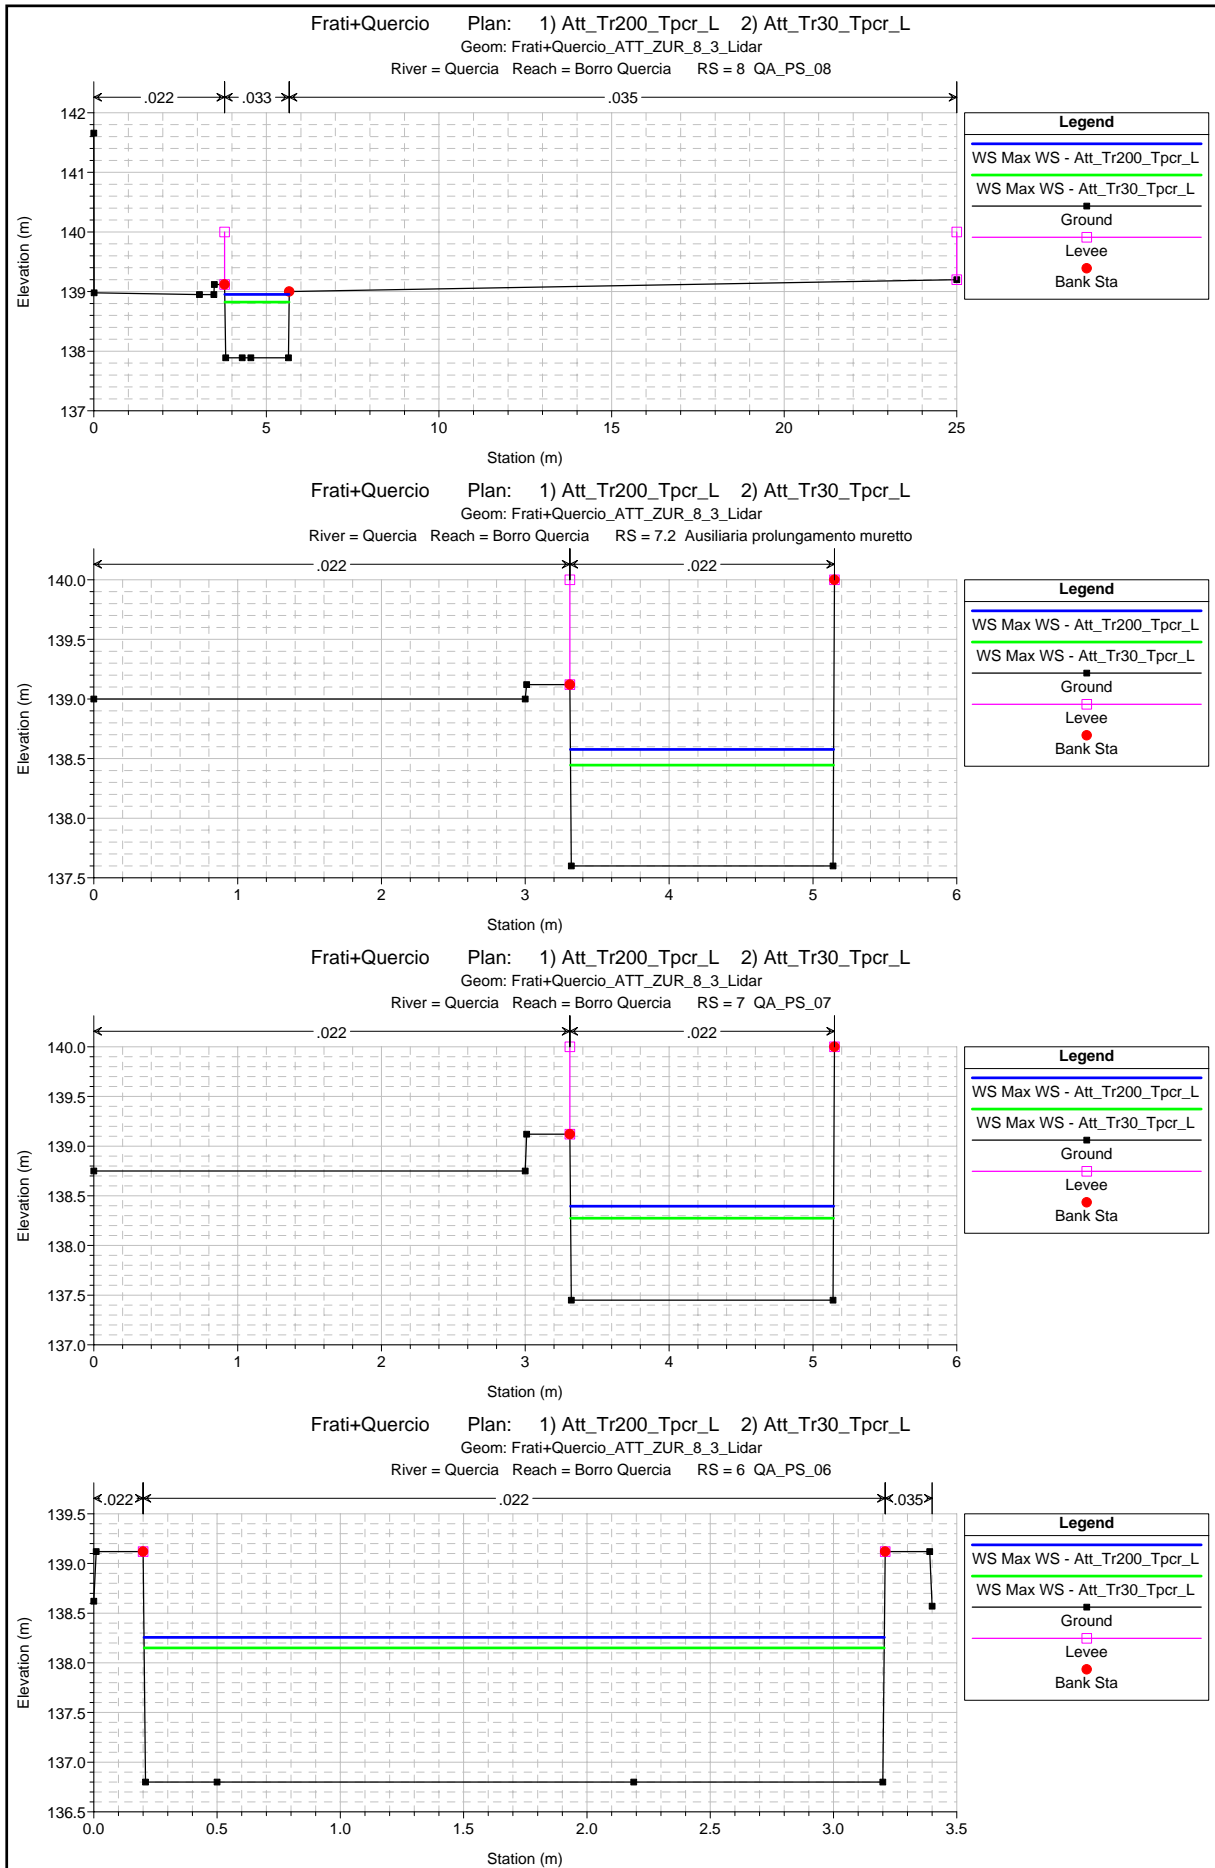 Frati+Quercio Plan: 1) Att_Tr200_Tpcr_L 2) Att_Tr30_Tpcr_L
Geom: Frati+Quercio_ATT_ZUR_8_3_Lidar
River = Quercia Reach = Borro Quercia RS = 8 QA_PS_08
.022 .033 .035
142
141
140
139
138
137
Elevation (m)
0 5 10 15 20 25
Station (m)
Legend
WS Max WS - Att_Tr200_Tpcr_L
WS Max WS - Att_Tr30_Tpcr_L
Ground
Levee
Bank Sta
Frati+Quercio Plan: 1) Att_Tr200_Tpcr_L 2) Att_Tr30_Tpcr_L
Geom: Frati+Quercio_ATT_ZUR_8_3_Lidar
River = Quercia Reach = Borro Quercia RS = 7.2 Ausiliaria prolungamento muretto
.022 .022
140.0
139.5
139.0
138.5
138.0
137.5
Elevation (m)
0 1 2 3 4 5 6
Station (m)
Legend
WS Max WS - Att_Tr200_Tpcr_L
WS Max WS - Att_Tr30_Tpcr_L
Ground
Levee
Bank Sta
Frati+Quercio Plan: 1) Att_Tr200_Tpcr_L 2) Att_Tr30_Tpcr_L
Geom: Frati+Quercio_ATT_ZUR_8_3_Lidar
River = Quercia Reach = Borro Quercia RS = 7 QA_PS_07
.022 .022
140.0
139.5
139.0
138.5
138.0
137.5
137.0
Elevation (m)
0 1 2 3 4 5 6
Station (m)
Legend
WS Max WS - Att_Tr200_Tpcr_L
WS Max WS - Att_Tr30_Tpcr_L
Ground
Levee
Bank Sta
Frati+Quercio Plan: 1) Att_Tr200_Tpcr_L 2) Att_Tr30_Tpcr_L
Geom: Frati+Quercio_ATT_ZUR_8_3_Lidar
River = Quercia Reach = Borro Quercia RS = 6 QA_PS_06
.022 .022 .035
139.5
139.0
138.5
138.0
137.5
137.0
136.5
Elevation (m)
0.0 0.5 1.0 1.5 2.0 2.5 3.0 3.5
Station (m)
Legend
WS Max WS - Att_Tr200_Tpcr_L
WS Max WS - Att_Tr30_Tpcr_L
Ground
Levee
Bank Sta